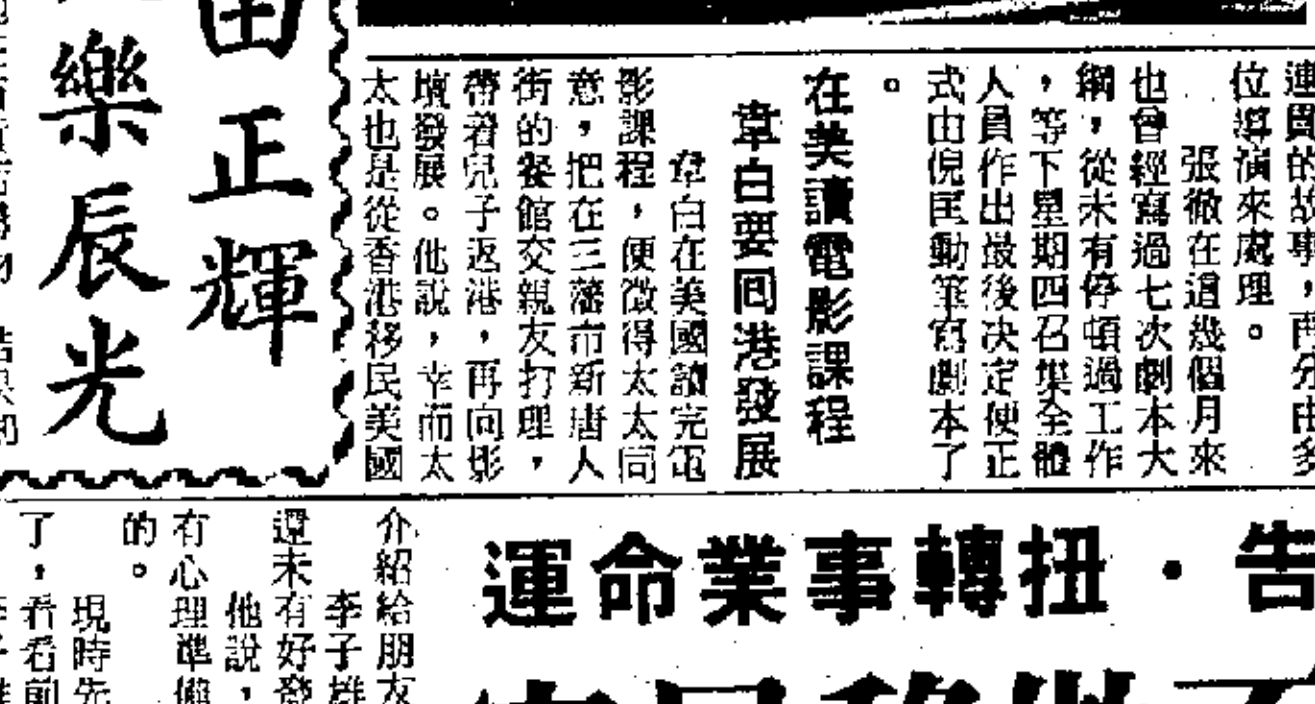 連貫的故事，兩分由多
位導演來處理。
張徹在這幾個月來
也曾經寫過七次劇本大
綱，從未有停頓過工作
，等下星期四召集全體
人員作出最後決定便正
式由倪匡動筆寫劇本了
。
在美讀電影課程
韋白要回港發展
韋白在美國讀完電
影課程，便徵得太太同
意，把在三藩市新唐人
街的餐館交親友打理，
帶着兒子返港，再向影
壇發展。他說，幸而太
太也是從香港移民美國
田正輝
樂辰光
告·扭轉事業命運
介紹給朋友
李子雄
還未有好發
他說，
有心理準備
的。
現時先
了，看看前